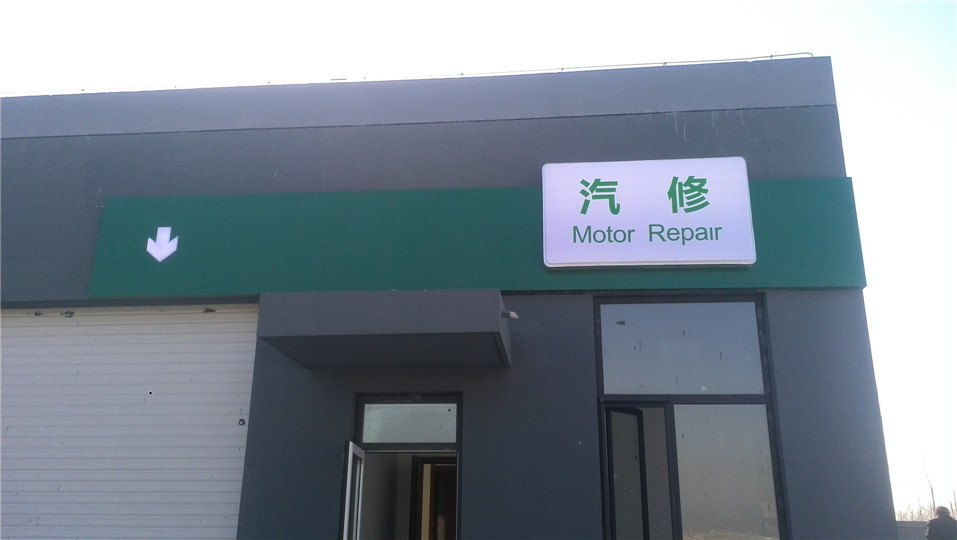 汽 修
Motor Repair